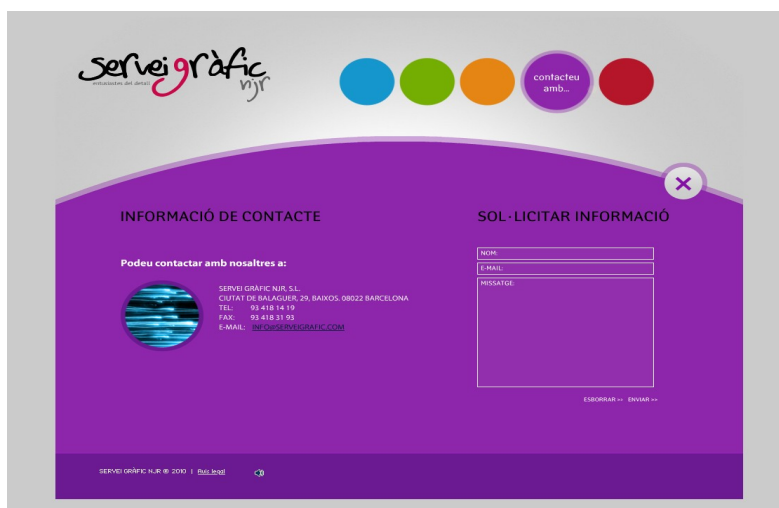 servei gràfic
entusiastes del detall
njr
contacteu
amb...
INFORMACIÓ DE CONTACTE
Podeu contactar amb nosaltres a:
SERVEI GRÀFIC NJR, S.L.
CIUTAT DE BALAGUER, 29, BAIXOS. 08022 BARCELONA
TEL: 93 418 14 19
FAX: 93 418 31 93
E-MAIL: INFO@SERVEIGRAFIC.COM
SOL·LICITAR INFORMACIÓ
NOM:
E-MAIL:
MISSATGE:
ESBORRAR >> ENVIAR >>
SERVEI GRÀFIC NJR ® 2010 | Avís legal